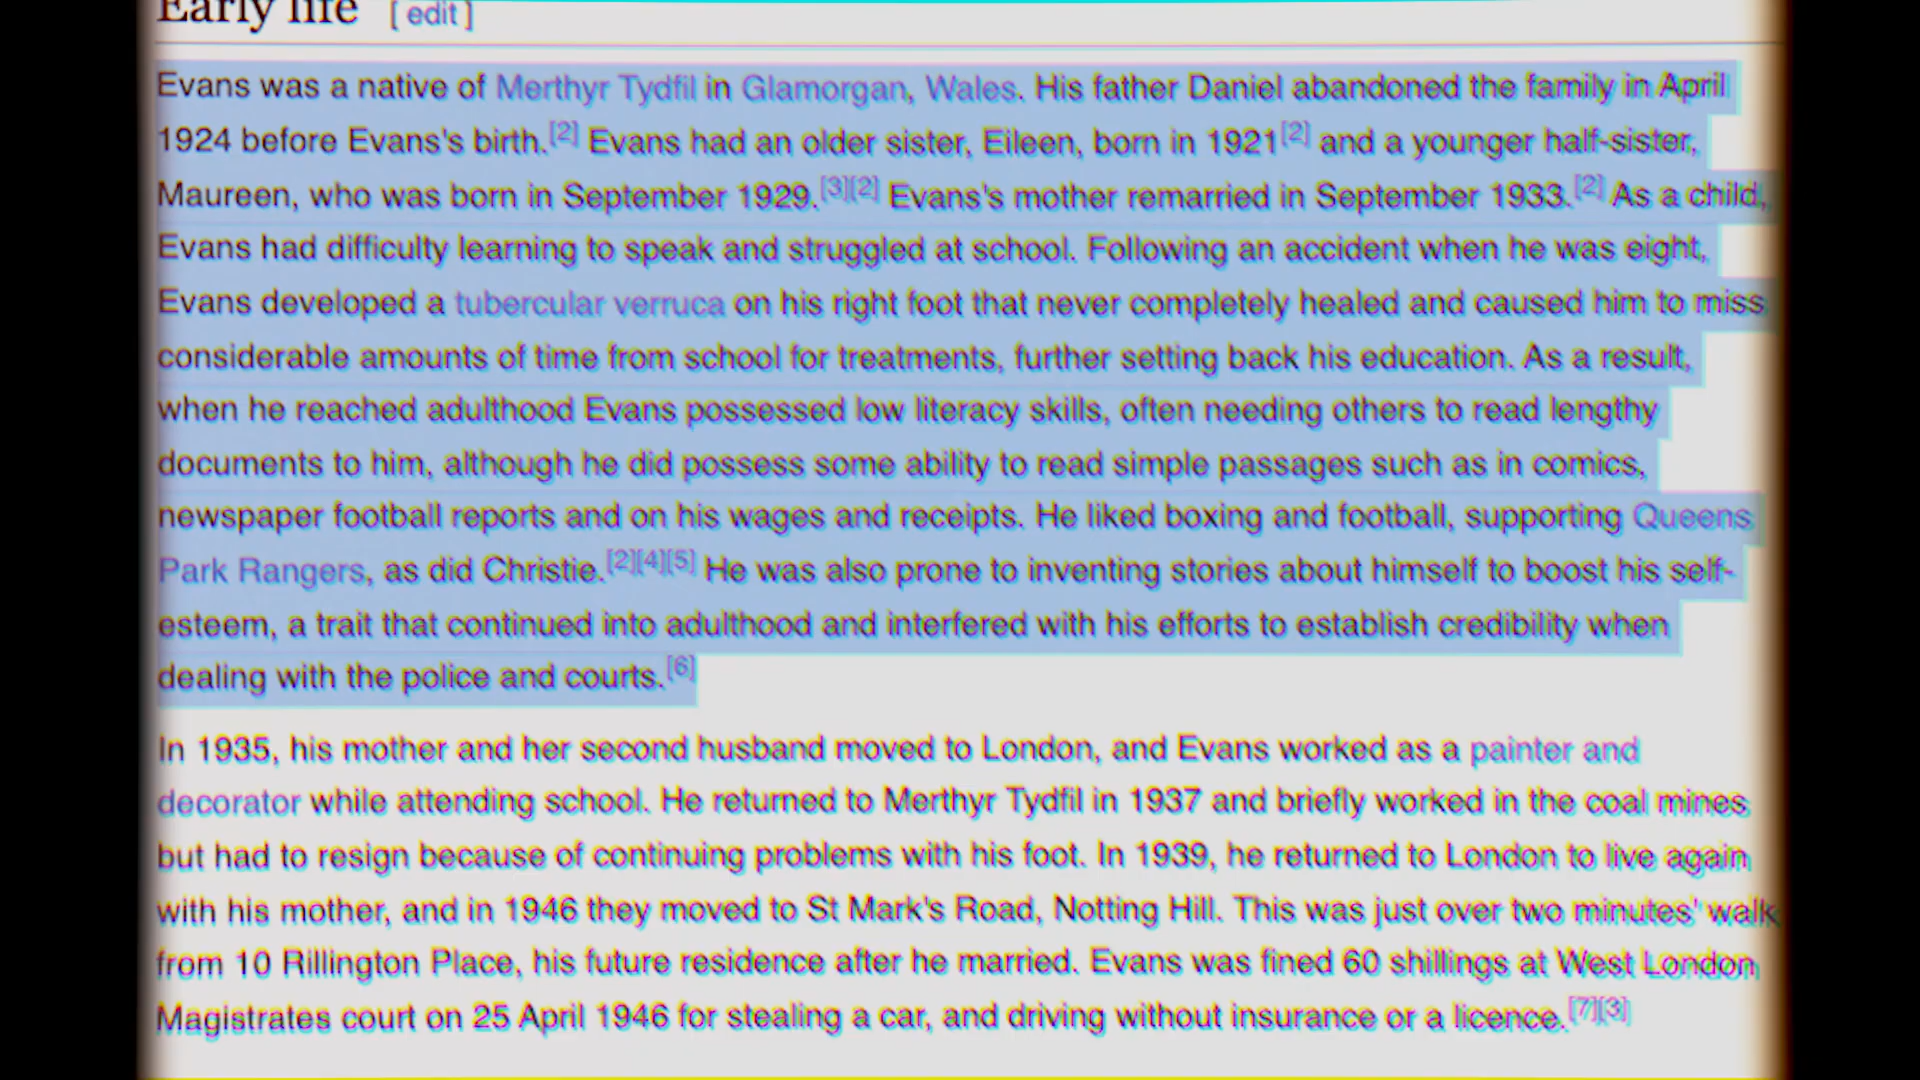 Early life [ edit ]
Evans was a native of Merthyr Tydfil in Glamorgan, Wales. His father Daniel abandoned the family in April
1924 before Evans's birth.[2] Evans had an older sister, Eileen, born in 1921[2] and a younger half-sister,
Maureen, who was born in September 1929.[3][2] Evans's mother remarried in September 1933.[2] As a child,
Evans had difficulty learning to speak and struggled at school. Following an accident when he was eight,
Evans developed a tubercular verruca on his right foot that never completely healed and caused him to miss
considerable amounts of time from school for treatments, further setting back his education. As a result,
when he reached adulthood Evans possessed low literacy skills, often needing others to read lengthy
documents to him, although he did possess some ability to read simple passages such as in comics,
newspaper football reports and on his wages and receipts. He liked boxing and football, supporting Queens
Park Rangers, as did Christie.[2][4][5] He was also prone to inventing stories about himself to boost his self-
esteem, a trait that continued into adulthood and interfered with his efforts to establish credibility when
dealing with the police and courts.[6]
In 1935, his mother and her second husband moved to London, and Evans worked as a painter and
decorator while attending school. He returned to Merthyr Tydfil in 1937 and briefly worked in the coal mines
but had to resign because of continuing problems with his foot. In 1939, he returned to London to live again
with his mother, and in 1946 they moved to St Mark's Road, Notting Hill. This was just over two minutes' walk
from 10 Rillington Place, his future residence after he married. Evans was fined 60 shillings at West London
Magistrates court on 25 April 1946 for stealing a car, and driving without insurance or a licence.[7][3]